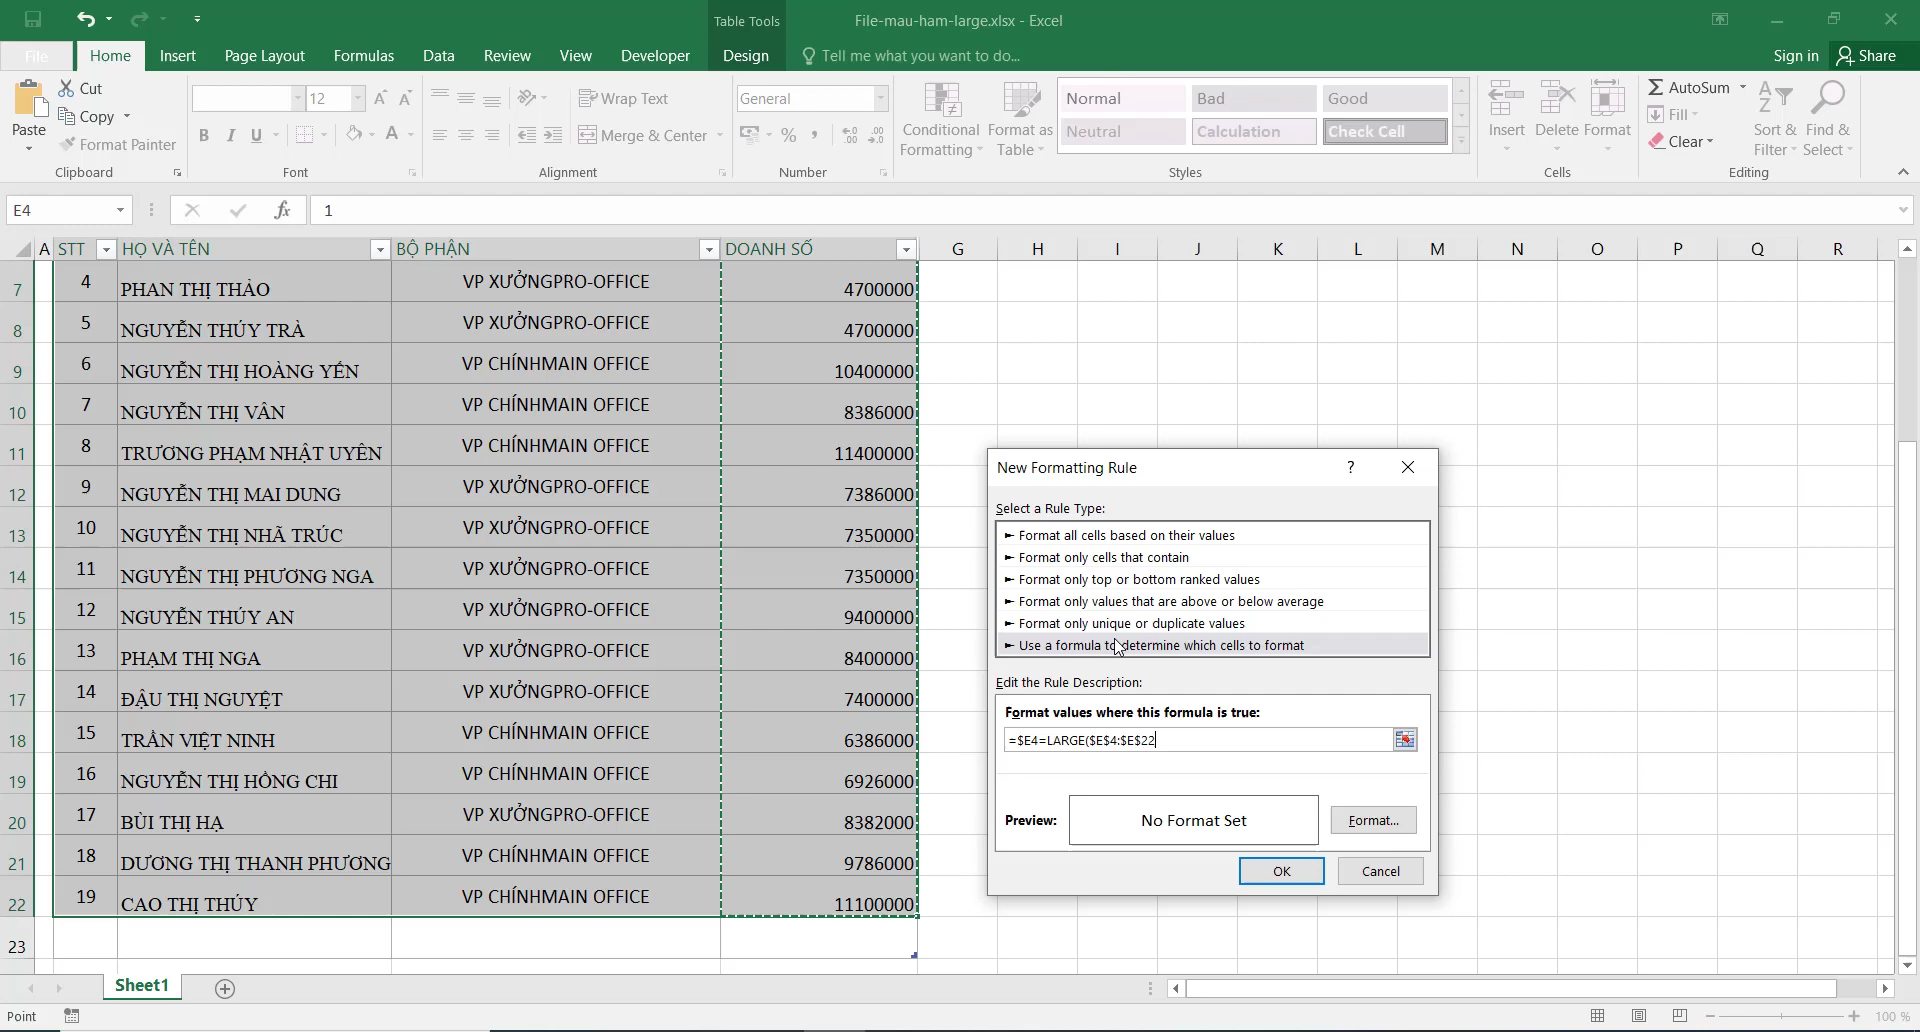 Table Tools
File-mau-ham-large.xlsx - Excel
File Home Insert Page Layout Formulas Data Review View Developer Design Tell me what you want to do... Sign in Share
Paste
Cut
Copy
Format Painter
Clipboard
12
B I U
Font
Wrap Text
Merge & Center
Alignment
General
Number
Conditional Formatting
Format as Table
Normal Bad Good
Neutral Calculation Check Cell
Styles
Insert Delete Format
Cells
AutoSum
Fill
Clear
Sort & Filter
Find & Select
Editing
E4 fx 1
A STT HỌ VÀ TÊN BỘ PHẬN DOANH SỐ G H I J K L M N O P Q R
7 4 PHAN THỊ THẢO VP XƯỞNGPRO-OFFICE 4700000
8 5 NGUYỄN THÚY TRÀ VP XƯỞNGPRO-OFFICE 4700000
9 6 NGUYỄN THỊ HOÀNG YẾN VP CHÍNHMAIN OFFICE 10400000
10 7 NGUYỄN THỊ VÂN VP CHÍNHMAIN OFFICE 8386000
11 8 TRƯƠNG PHẠM NHẬT UYÊN VP CHÍNHMAIN OFFICE 11400000
12 9 NGUYỄN THỊ MAI DUNG VP XƯỞNGPRO-OFFICE 7386000
13 10 NGUYỄN THỊ NHÃ TRÚC VP XƯỞNGPRO-OFFICE 7350000
14 11 NGUYỄN THỊ PHƯƠNG NGA VP XƯỞNGPRO-OFFICE 7350000
15 12 NGUYỄN THÚY AN VP XƯỞNGPRO-OFFICE 9400000
16 13 PHẠM THỊ NGA VP XƯỞNGPRO-OFFICE 8400000
17 14 ĐẬU THỊ NGUYỆT VP XƯỞNGPRO-OFFICE 7400000
18 15 TRẦN VIỆT NINH VP CHÍNHMAIN OFFICE 6386000
19 16 NGUYỄN THỊ HỒNG CHI VP CHÍNHMAIN OFFICE 6926000
20 17 BÙI THỊ HẠ VP XƯỞNGPRO-OFFICE 8382000
21 18 DƯƠNG THỊ THANH PHƯƠNG VP CHÍNHMAIN OFFICE 9786000
22 19 CAO THỊ THÚY VP CHÍNHMAIN OFFICE 11100000
23
New Formatting Rule ?
Select a Rule Type:
► Format all cells based on their values
► Format only cells that contain
► Format only top or bottom ranked values
► Format only values that are above or below average
► Format only unique or duplicate values
► Use a formula to determine which cells to format
Edit the Rule Description:
Format values where this formula is true:
=$E4=LARGE($E$4:$E$22
Preview: No Format Set Format...
OK Cancel
Sheet1
Point 100 %